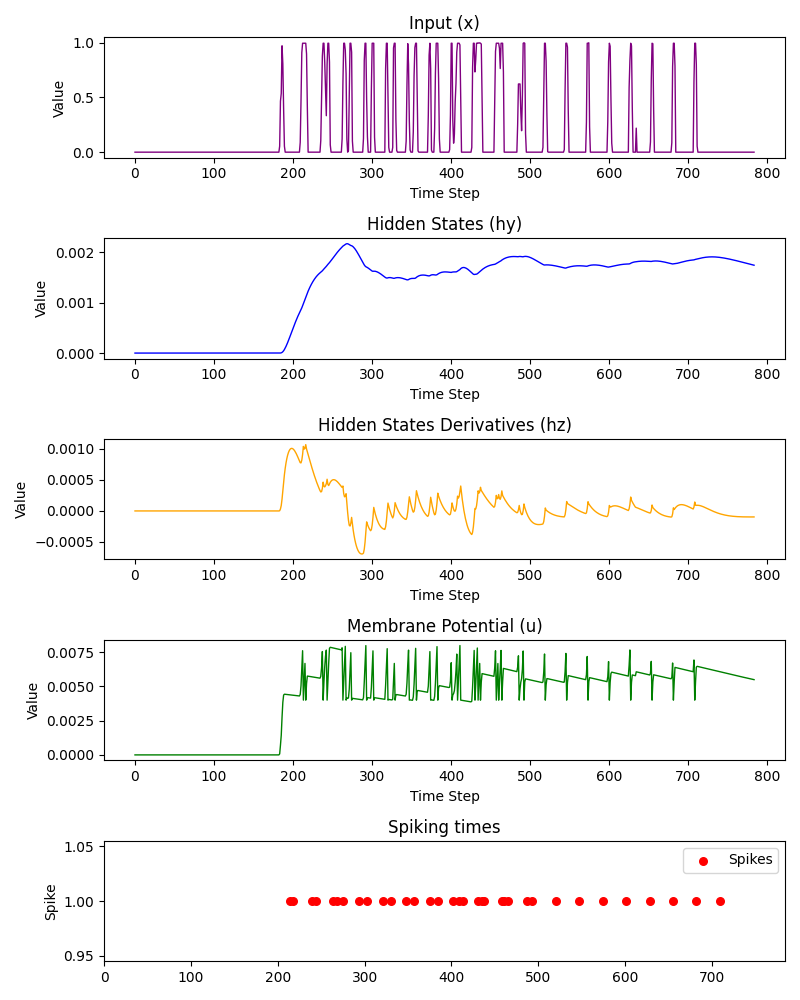 Input (x)
1.0
0.5
0.0
Value
0 100 200 300 400 500 600 700 800
Time Step
Hidden States (hy)
0.002
0.001
0.000
Value
0 100 200 300 400 500 600 700 800
Time Step
Hidden States Derivatives (hz)
0.0010
0.0005
0.0000
−0.0005
Value
0 100 200 300 400 500 600 700 800
Time Step
Membrane Potential (u)
0.0075
0.0050
0.0025
0.0000
Value
0 100 200 300 400 500 600 700 800
Time Step
Spiking times
1.05
1.00
0.95
Spike
Spikes
0 100 200 300 400 500 600 700